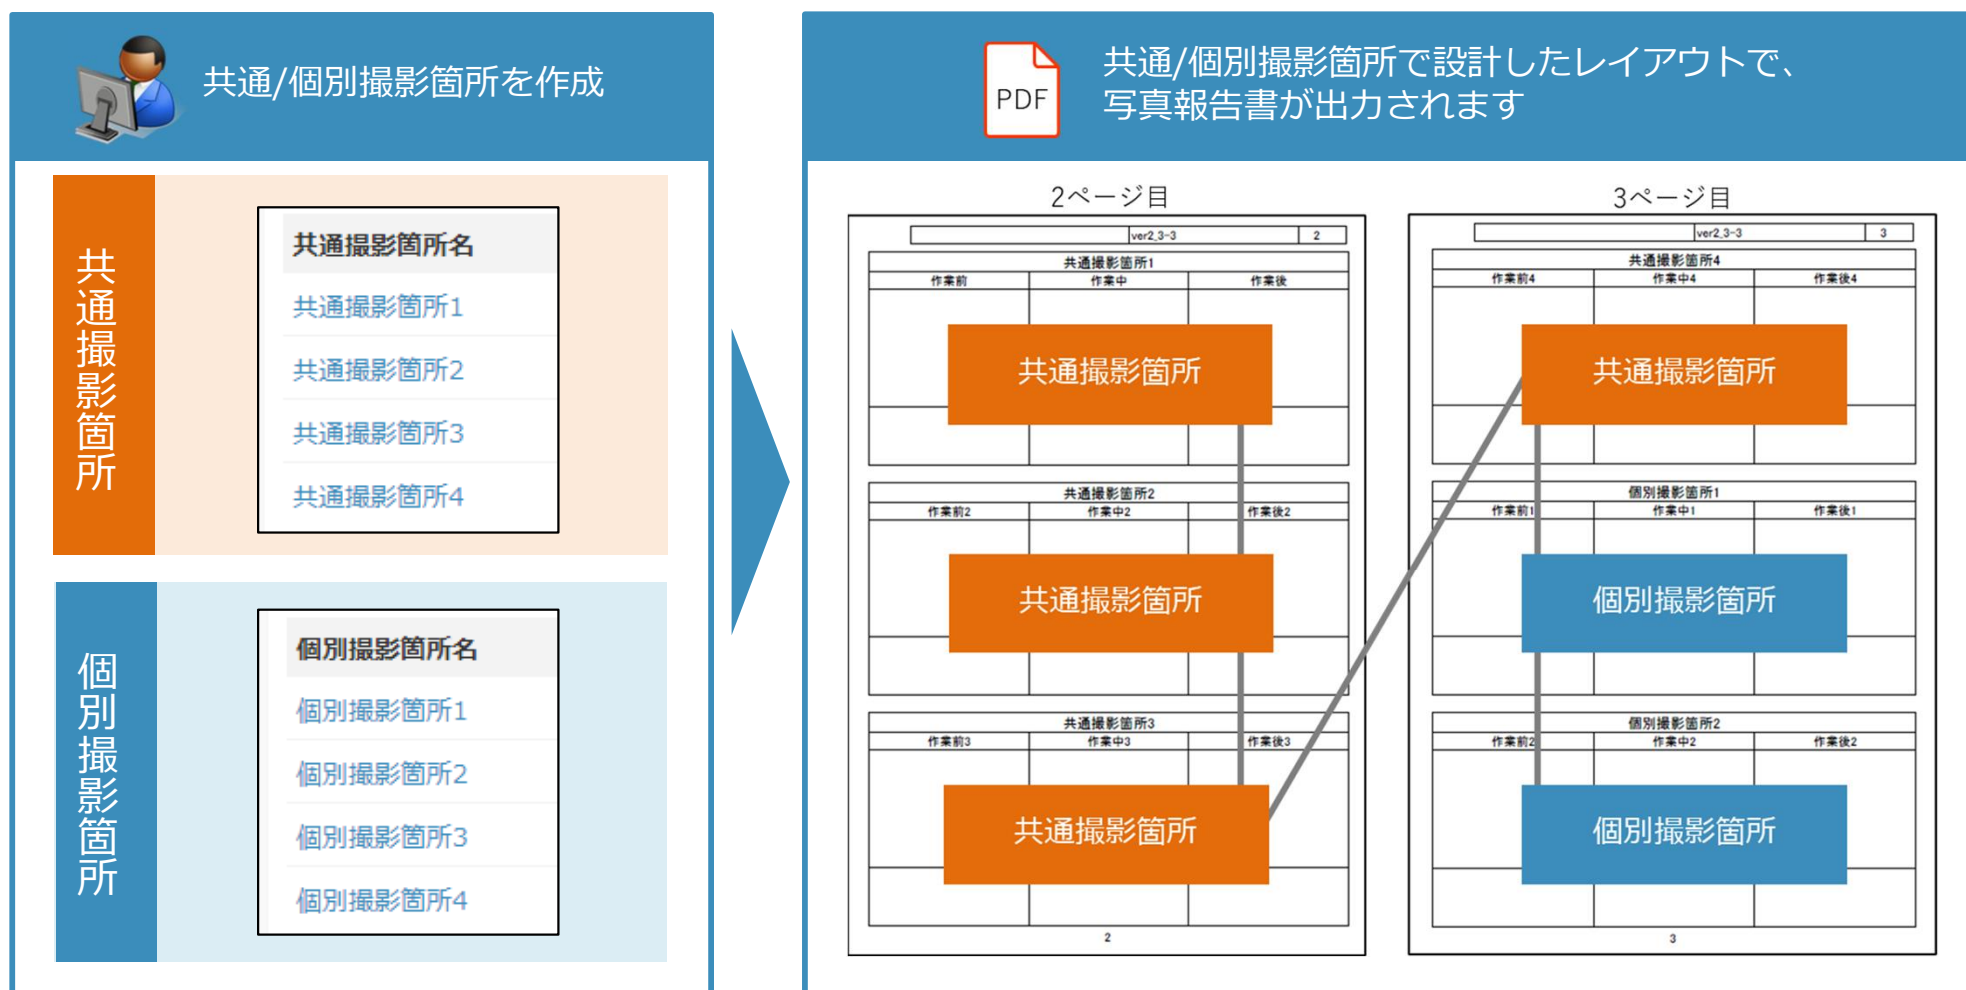 共通/個別撮影箇所を作成
共通撮影箇所
共通撮影箇所名
共通撮影箇所1
共通撮影箇所2
共通撮影箇所3
共通撮影箇所4
個別撮影箇所
個別撮影箇所名
個別撮影箇所1
個別撮影箇所2
個別撮影箇所3
個別撮影箇所4
PDF
共通/個別撮影箇所で設計したレイアウトで、
写真報告書が出力されます
2ページ目
ver2_3-3 2
共通撮影箇所1
作業前 作業中 作業後
共通撮影箇所
共通撮影箇所2
作業前2 作業中2 作業後2
共通撮影箇所
共通撮影箇所3
作業前3 作業中3 作業後3
共通撮影箇所
2
3ページ目
ver2_3-3 3
共通撮影箇所4
作業前4 作業中4 作業後4
共通撮影箇所
個別撮影箇所1
作業前1 作業中1 作業後1
個別撮影箇所
個別撮影箇所2
作業前2 作業中2 作業後2
個別撮影箇所
3